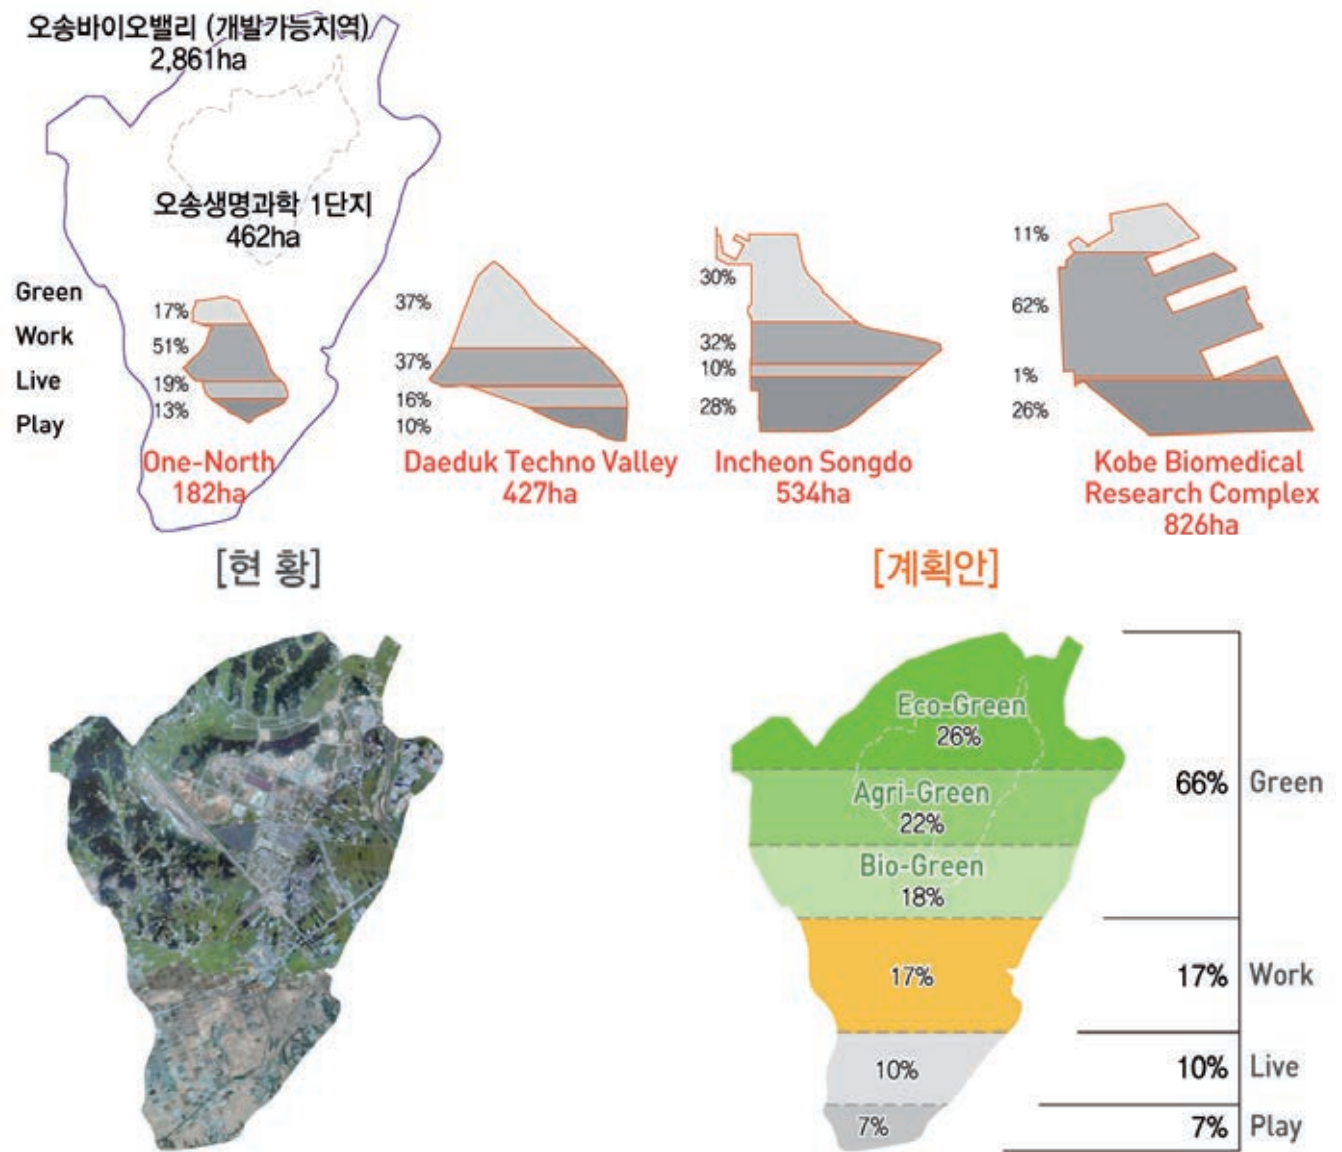 오송바이오밸리 (개발가능지역)
2,861ha
오송생명과학 1단지
462ha
Green
Work
Live
Play
17%
51%
19%
13%
One-North
182ha
37%
37%
16%
10%
Daeduk Techno Valley
427ha
30%
32%
10%
28%
Incheon Songdo
534ha
11%
62%
1%
26%
Kobe Biomedical
Research Complex
826ha
[현 황]
[계획안]
Eco-Green
26%
Agri-Green
22%
Bio-Green
18%
17%
10%
7%
66% Green
17% Work
10% Live
7% Play